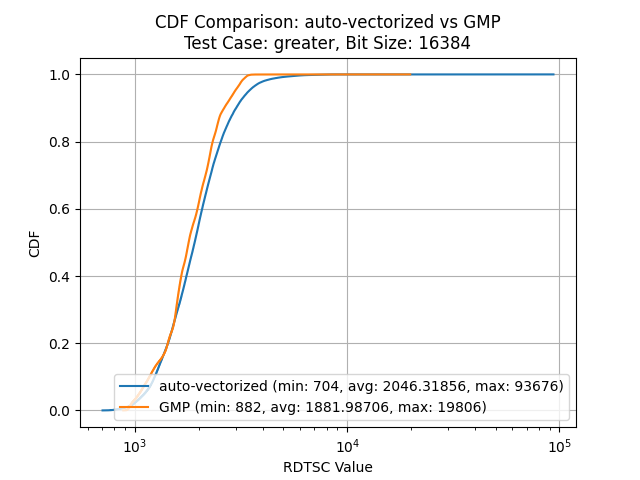 CDF Comparison: auto-vectorized vs GMP
Test Case: greater, Bit Size: 16384
1.0
0.8
0.6
0.4
0.2
0.0
CDF
auto-vectorized (min: 704, avg: 2046.31856, max: 93676)
GMP (min: 882, avg: 1881.98706, max: 19806)
10³ 10⁴ 10⁵
RDTSC Value